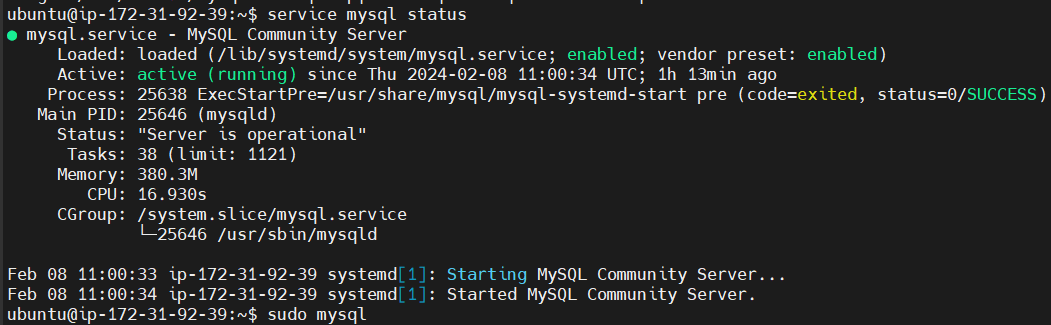 ubuntu@ip-172-31-92-39:~$ service mysql status
● mysql.service - MySQL Community Server
Loaded: loaded (/lib/systemd/system/mysql.service; enabled; vendor preset: enabled)
Active: active (running) since Thu 2024-02-08 11:00:34 UTC; 1h 13min ago
Process: 25638 ExecStartPre=/usr/share/mysql/mysql-systemd-start pre (code=exited, status=0/SUCCESS)
Main PID: 25646 (mysqld)
Status: "Server is operational"
Tasks: 38 (limit: 1121)
Memory: 380.3M
CPU: 16.930s
CGroup: /system.slice/mysql.service
└─25646 /usr/sbin/mysqld
Feb 08 11:00:33 ip-172-31-92-39 systemd[1]: Starting MySQL Community Server...
Feb 08 11:00:34 ip-172-31-92-39 systemd[1]: Started MySQL Community Server.
ubuntu@ip-172-31-92-39:~$ sudo mysql